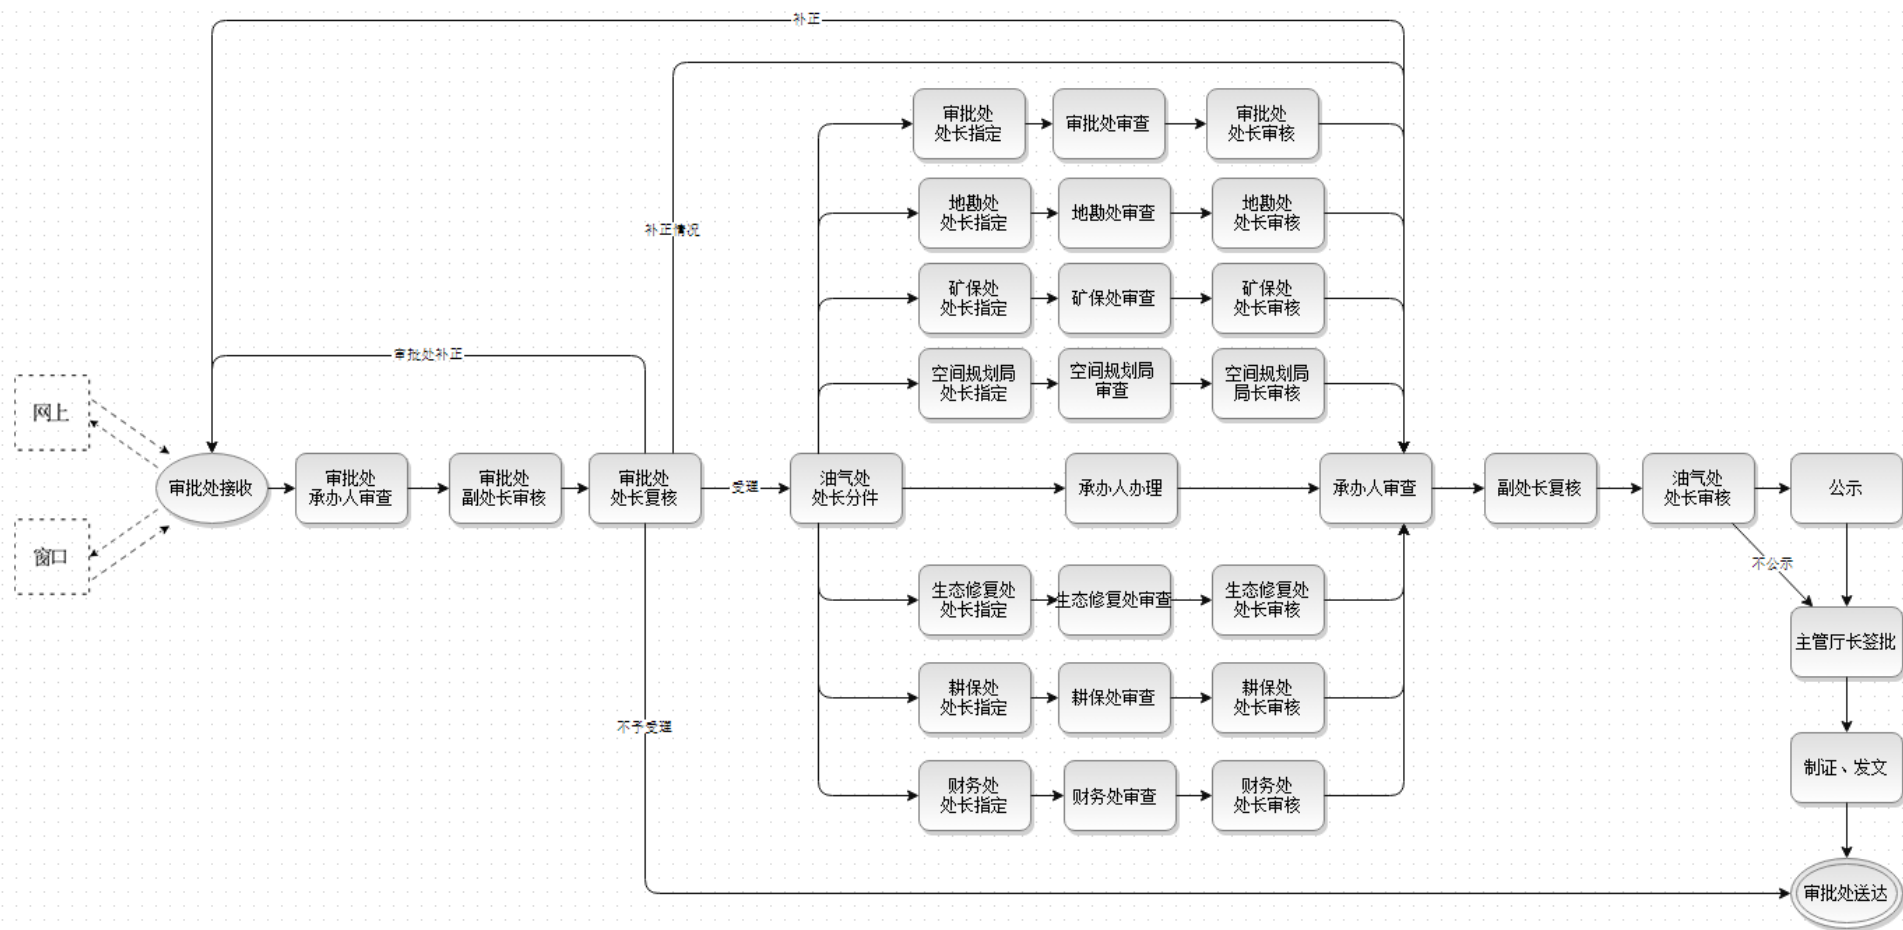 补正
审批处
处长指定
审批处审查
审批处
处长审核
地勘处
处长指定
地勘处审查
地勘处
处长审核
补正情况
矿保处
处长指定
矿保处审查
矿保处
处长审核
审批处补正
空间规划局
处长指定
空间规划局
审查
空间规划局
局长审核
网上
审批处接收
审批处
承办人审查
审批处
副处长审核
审批处
处长复核
受理
油气处
处长分件
承办人办理
承办人审查
副处长复核
油气处
处长审核
公示
窗口
不公示
生态修复处
处长指定
生态修复处审查
生态修复处
处长审核
主管厅长签批
耕保处
处长指定
耕保处审查
耕保处
处长审核
不予受理
制证、发文
财务处
处长指定
财务处审查
财务处
处长审核
审批处送达